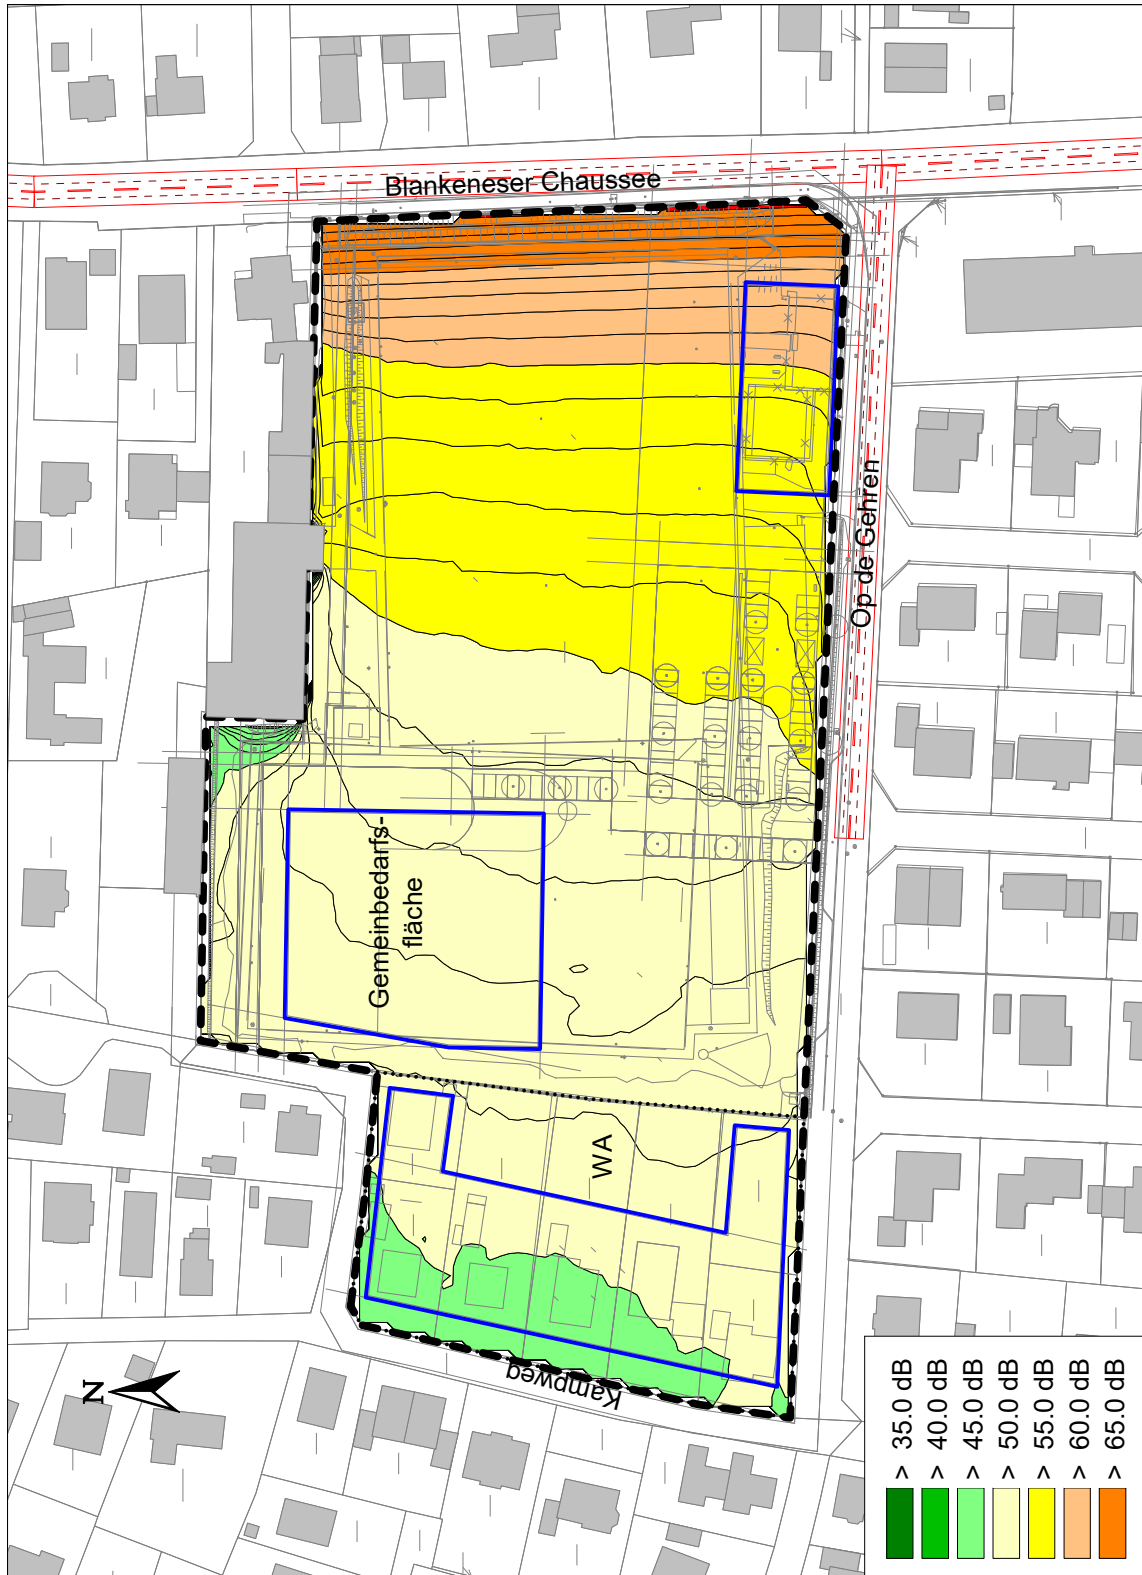 Blankeneser Chaussee
Op de Gehren
Gemeinbedarfs-
fläche
WA
Kampweg
N
> 35.0 dB
> 40.0 dB
> 45.0 dB
> 50.0 dB
> 55.0 dB
> 60.0 dB
> 65.0 dB